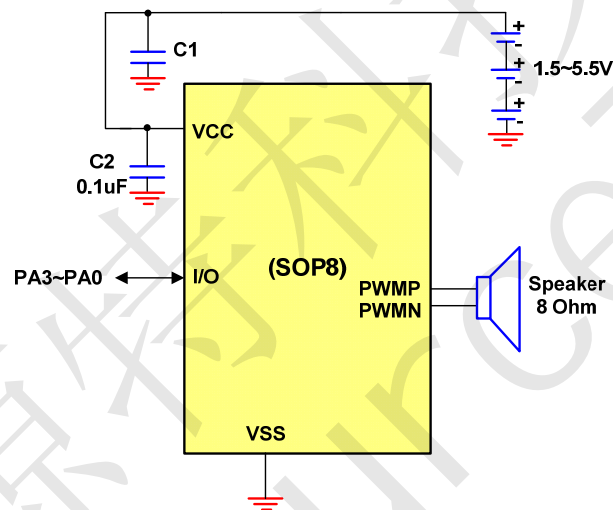 C1
+
-
+
-
+
-
1.5~5.5V
VCC
C2
0.1uF
PA3~PA0
I/O
(SOP8)
PWMP
PWMN
Speaker
8 Ohm
VSS